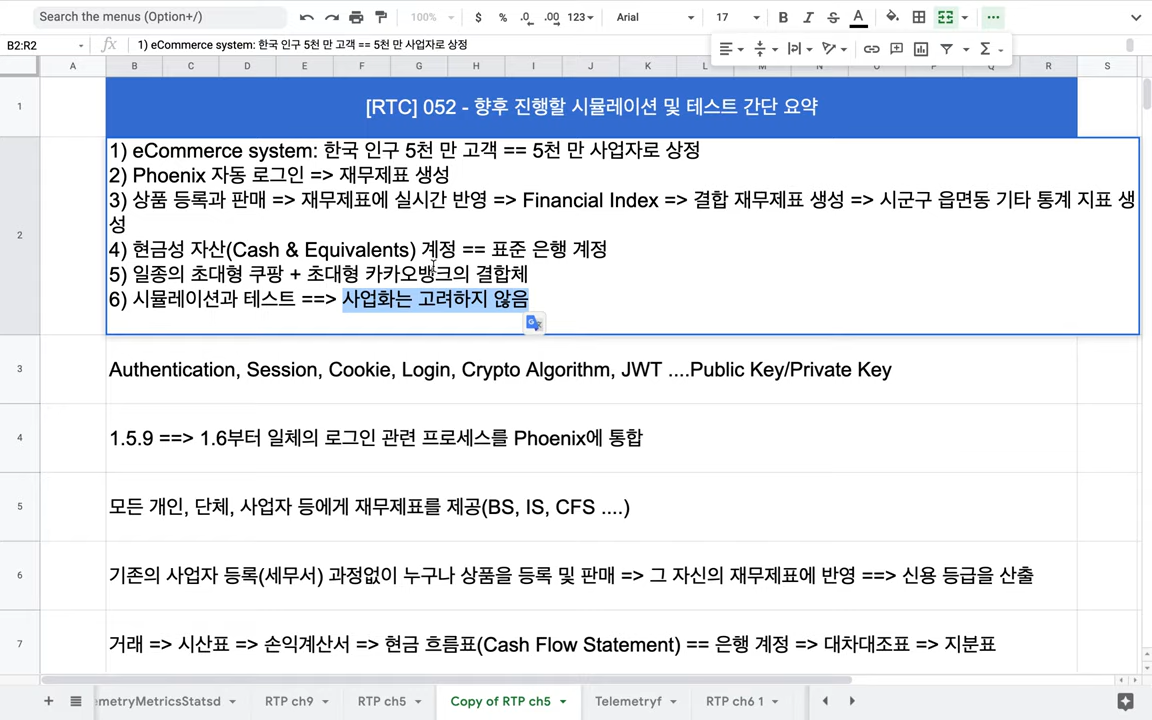 Search the menus (Option+/)
100%
$ % .0 .00 123
Arial
17
B I S A
B2:R2
fx 1) eCommerce system: 한국 인구 5천 만 고객 == 5천 만 사업자로 상정
A B C D E F G H I J K L M N O P Q R S
1 [RTC] 052 - 향후 진행할 시뮬레이션 및 테스트 간단 요약
1) eCommerce system: 한국 인구 5천 만 고객 == 5천 만 사업자로 상정
2) Phoenix 자동 로그인 => 재무제표 생성
3) 상품 등록과 판매 => 재무제표에 실시간 반영 => Financial Index => 결합 재무제표 생성 => 시군구 읍면동 기타 통계 지표 생
성
2
4) 현금성 자산(Cash & Equivalents) 계정 == 표준 은행 계정
5) 일종의 초대형 쿠팡 + 초대형 카카오뱅크의 결합체
6) 시뮬레이션과 테스트 ==> 사업화는 고려하지 않음
3 Authentication, Session, Cookie, Login, Crypto Algorithm, JWT ....Public Key/Private Key
4 1.5.9 ==> 1.6부터 일체의 로그인 관련 프로세스를 Phoenix에 통합
5 모든 개인, 단체, 사업자 등에게 재무제표를 제공(BS, IS, CFS ....)
6 기존의 사업자 등록(세무서) 과정없이 누구나 상품을 등록 및 판매 => 그 자신의 재무제표에 반영 ==> 신용 등급을 산출
7 거래 => 시산표 => 손익계산서 => 현금 흐름표(Cash Flow Statement) == 은행 계정 => 대차대조표 => 지분표
emetryMetricsStatsd RTP ch9 RTP ch5 Copy of RTP ch5 Telemetryf RTP ch6 1